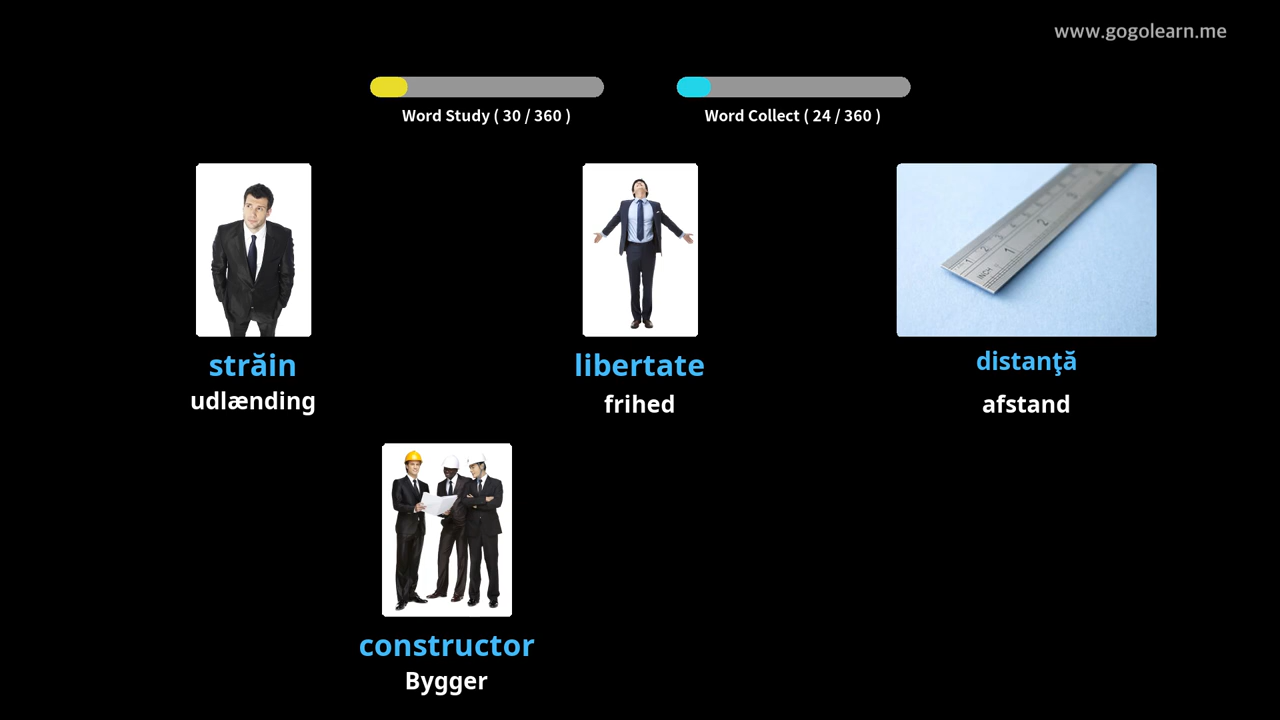 www.gogolearn.me
Word Study ( 30 / 360 )
Word Collect ( 24 / 360 )
străin
udlænding
libertate
frihed
distanţă
afstand
constructor
Bygger